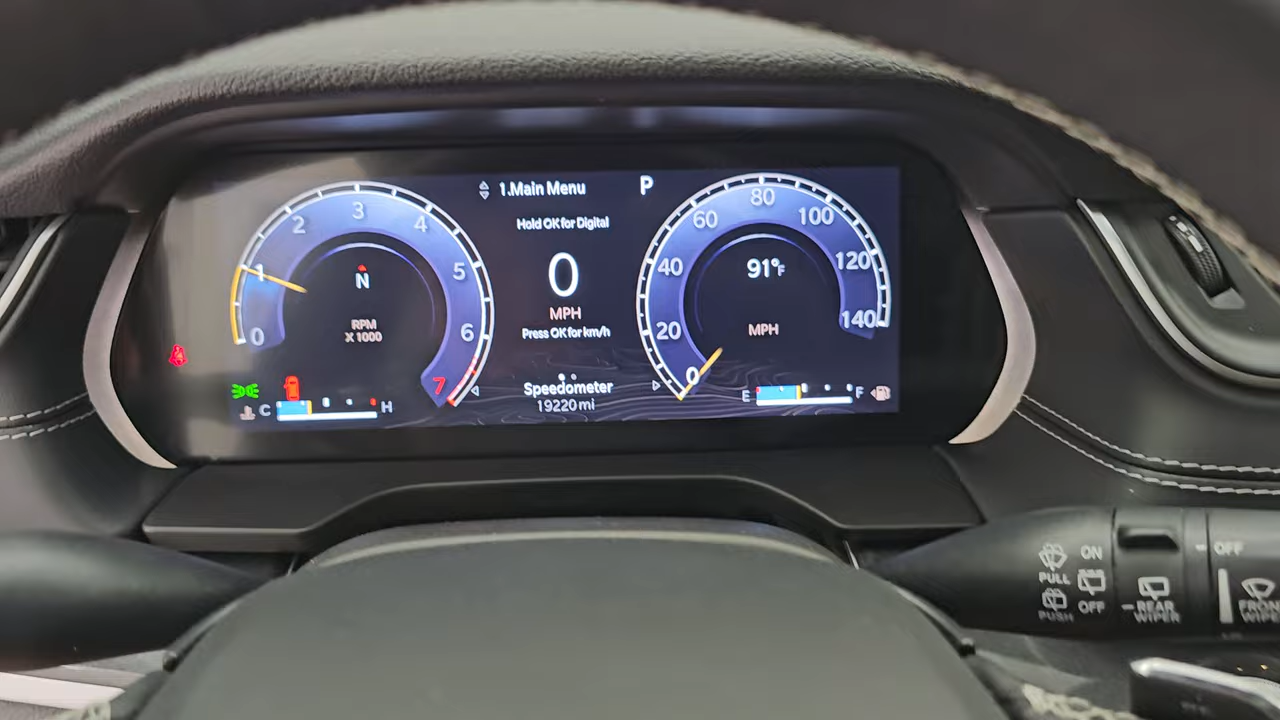 1.Main Menu
P
Hold OK for Digital
0
MPH
Press OK for km/h
Speedometer
19220 mi
0
1
2
3
4
5
6
7
N
RPM
X 1000
C
H
0
20
40
60
80
100
120
140
91°F
MPH
E
F
PULL
PUSH
ON
OFF
REAR
WIPER
OFF
FRON
WIPE